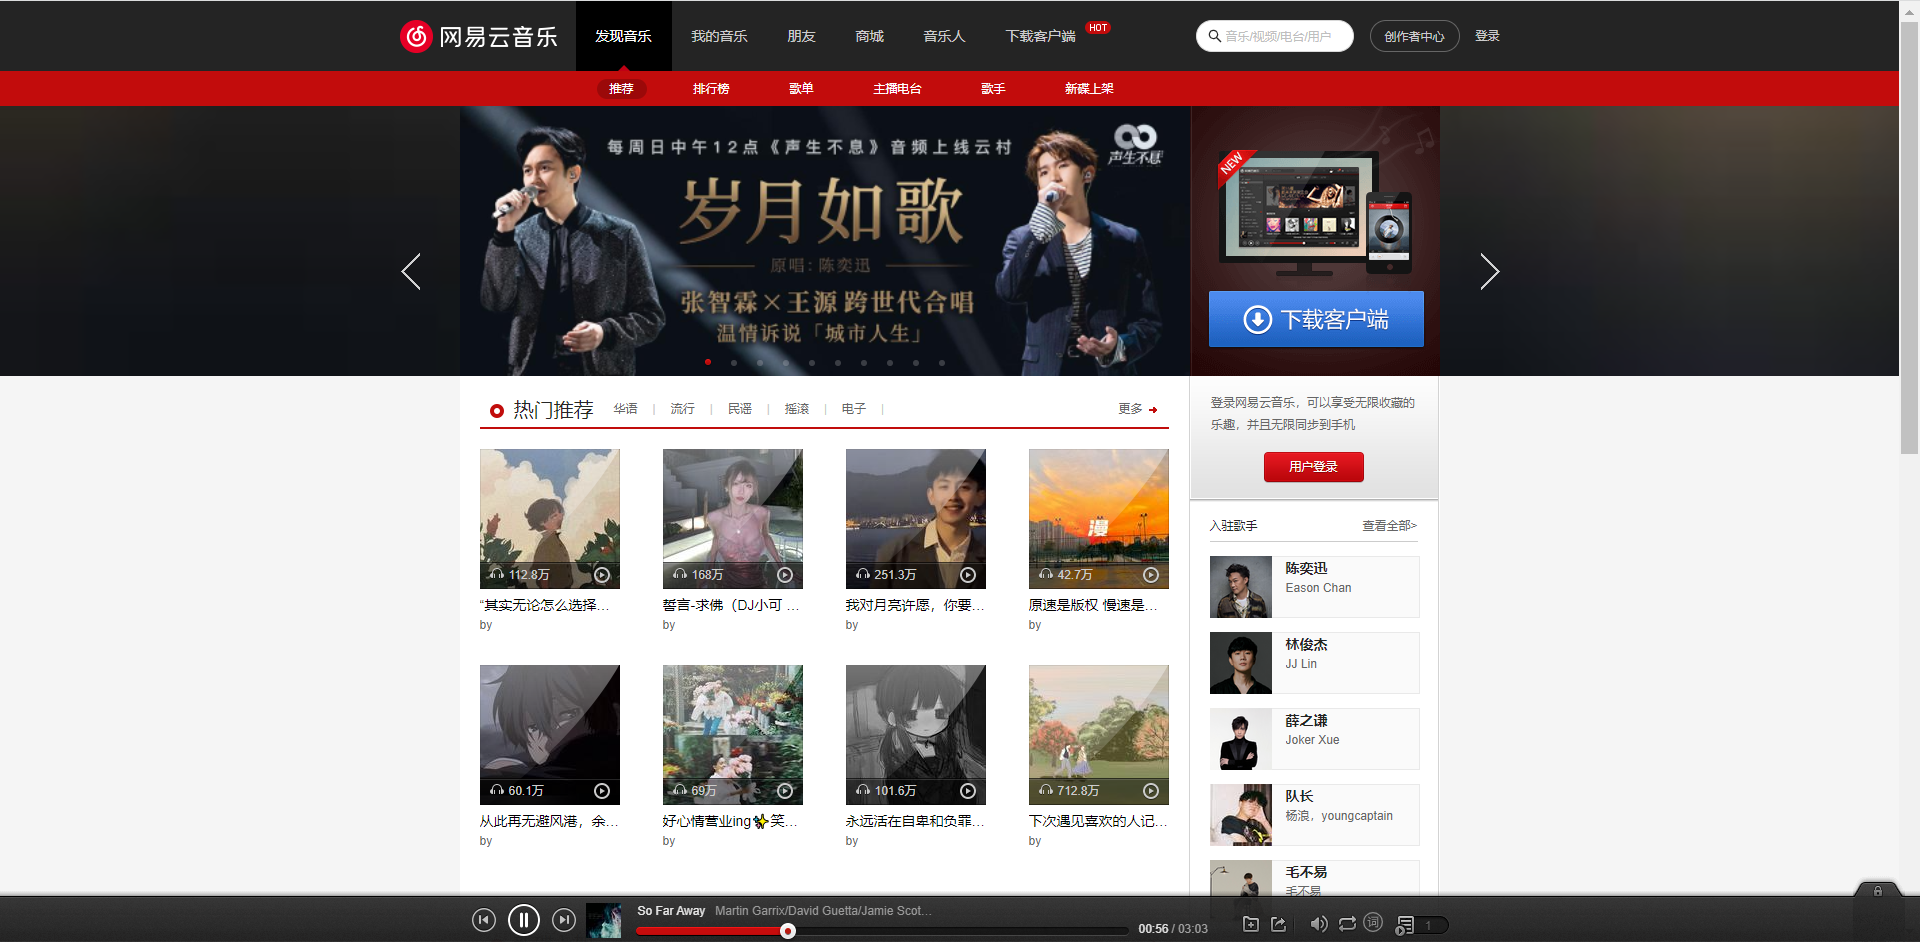 网易云音乐
发现音乐 我的音乐 朋友 商城 音乐人 下载客户端 HOT
音乐/视频/电台/用户 创作者中心 登录
推荐 排行榜 歌单 主播电台 歌手 新碟上架
每周日中午12点《声生不息》音频上线云村
声生不息
岁月如歌
原唱:陈奕迅
张智霖×王源 跨世代合唱
温情诉说「城市人生」
NEW
下载客户端
热门推荐 华语 | 流行 | 民谣 | 摇滚 | 电子 | 更多
登录网易云音乐，可以享受无限收藏的
乐趣，并且无限同步到手机
用户登录
漫
112.8万 168万 251.3万 42.7万
“其实无论怎么选择... 誓言-求佛（DJ小可 ... 我对月亮许愿，你要... 原速是版权 慢速是...
by by by by
60.1万 69万 101.6万 712.8万
从此再无避风港，余... 好心情营业ing✨笑... 永远活在自卑和负罪... 下次遇见喜欢的人记...
by by by by
入驻歌手 查看全部>
陈奕迅
Eason Chan
林俊杰
JJ Lin
薛之谦
Joker Xue
队长
杨浪，youngcaptain
毛不易
毛不易
So Far Away Martin Garrix/David Guetta/Jamie Scot...
00:56 / 03:03
词
1